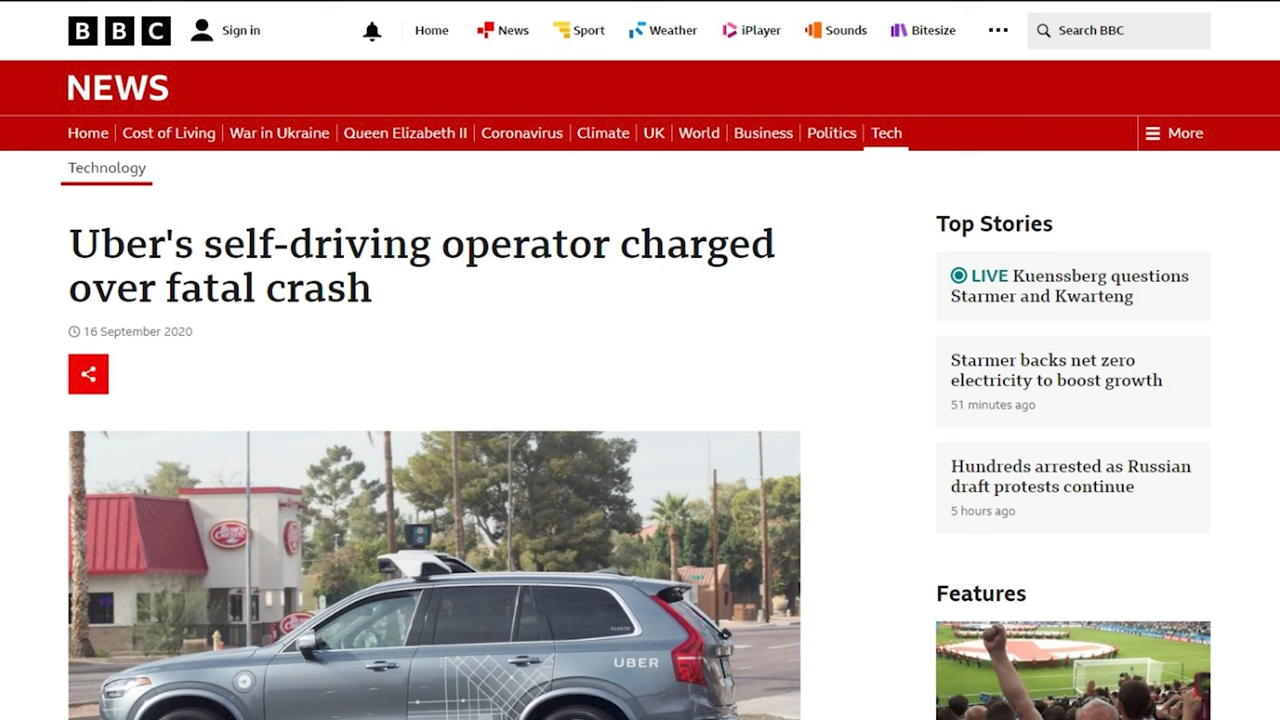 BBC Sign in Home News Sport Weather iPlayer Sounds Bitesize Search BBC
NEWS
Home Cost of Living War in Ukraine Queen Elizabeth II Coronavirus Climate UK World Business Politics Tech More
Technology
Uber's self-driving operator charged
over fatal crash
16 September 2020
UBER
Top Stories
LIVE Kuenssberg questions
Starmer and Kwarteng
Starmer backs net zero
electricity to boost growth
51 minutes ago
Hundreds arrested as Russian
draft protests continue
5 hours ago
Features